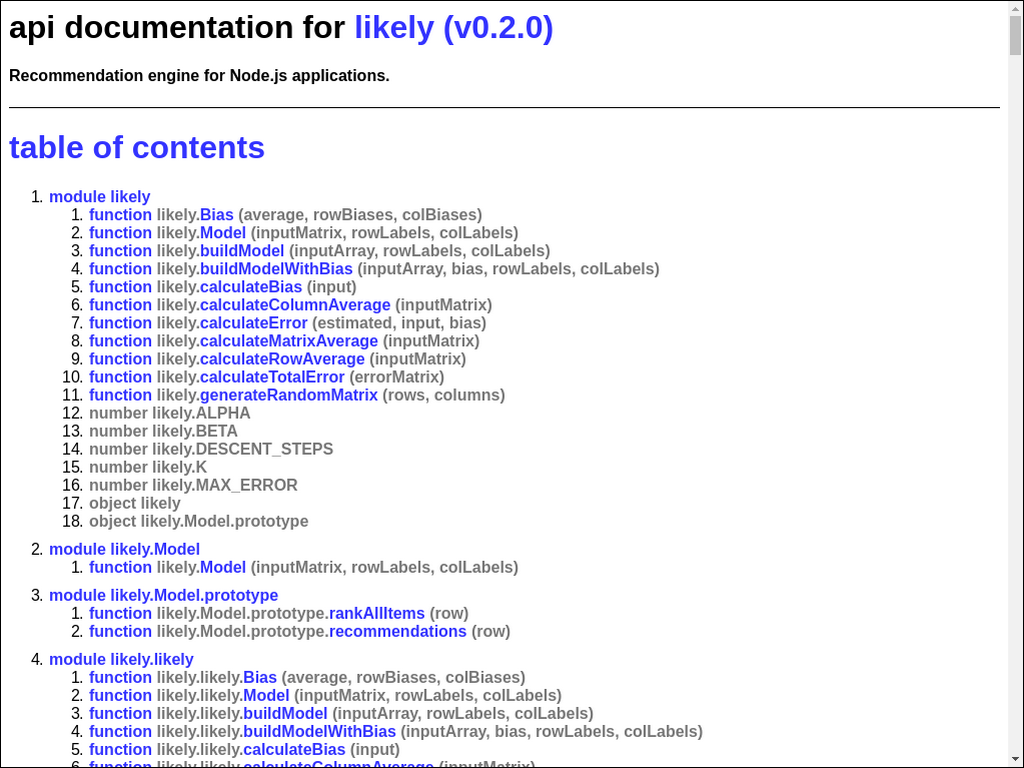 api documentation for likely (v0.2.0)
Recommendation engine for Node.js applications.
table of contents
1. module likely
1. function likely.Bias (average, rowBiases, colBiases)
2. function likely.Model (inputMatrix, rowLabels, colLabels)
3. function likely.buildModel (inputArray, rowLabels, colLabels)
4. function likely.buildModelWithBias (inputArray, bias, rowLabels, colLabels)
5. function likely.calculateBias (input)
6. function likely.calculateColumnAverage (inputMatrix)
7. function likely.calculateError (estimated, input, bias)
8. function likely.calculateMatrixAverage (inputMatrix)
9. function likely.calculateRowAverage (inputMatrix)
10. function likely.calculateTotalError (errorMatrix)
11. function likely.generateRandomMatrix (rows, columns)
12. number likely.ALPHA
13. number likely.BETA
14. number likely.DESCENT_STEPS
15. number likely.K
16. number likely.MAX_ERROR
17. object likely
18. object likely.Model.prototype
2. module likely.Model
1. function likely.Model (inputMatrix, rowLabels, colLabels)
3. module likely.Model.prototype
1. function likely.Model.prototype.rankAllItems (row)
2. function likely.Model.prototype.recommendations (row)
4. module likely.likely
1. function likely.likely.Bias (average, rowBiases, colBiases)
2. function likely.likely.Model (inputMatrix, rowLabels, colLabels)
3. function likely.likely.buildModel (inputArray, rowLabels, colLabels)
4. function likely.likely.buildModelWithBias (inputArray, bias, rowLabels, colLabels)
5. function likely.likely.calculateBias (input)
6. function likely.likely.calculateColumnAverage (inputMatrix)